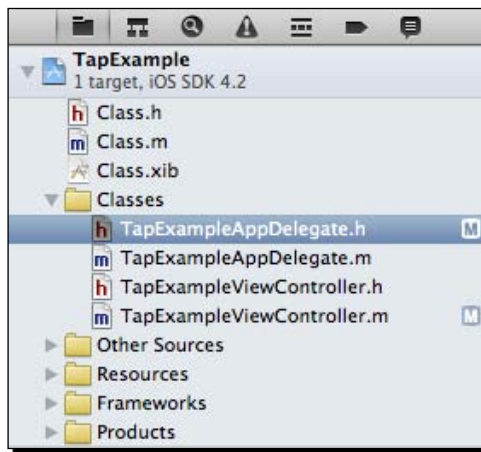 TapExample
1 target, iOS SDK 4.2
h Class.h
m Class.m
Class.xib
Classes
h TapExampleAppDelegate.h M
m TapExampleAppDelegate.m
h TapExampleViewController.h
m TapExampleViewController.m M
Other Sources
Resources
Frameworks
Products